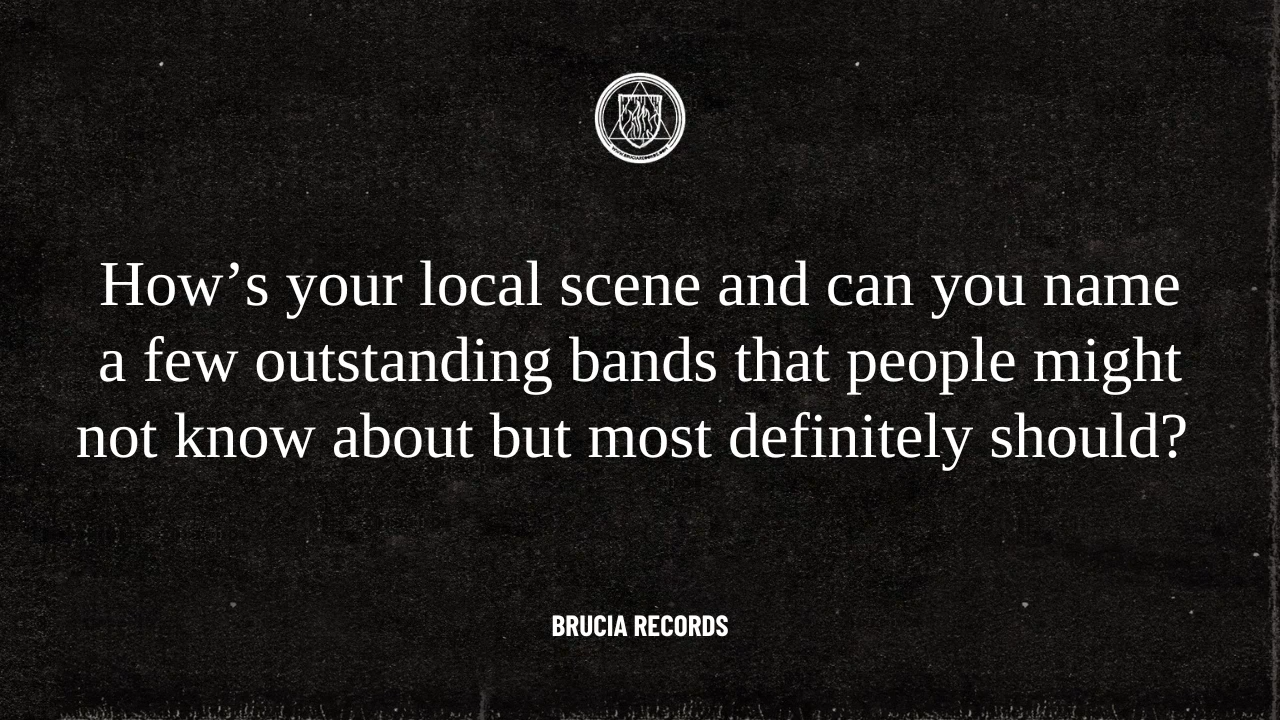 How’s your local scene and can you name
a few outstanding bands that people might
not know about but most definitely should?
BRUCIA RECORDS